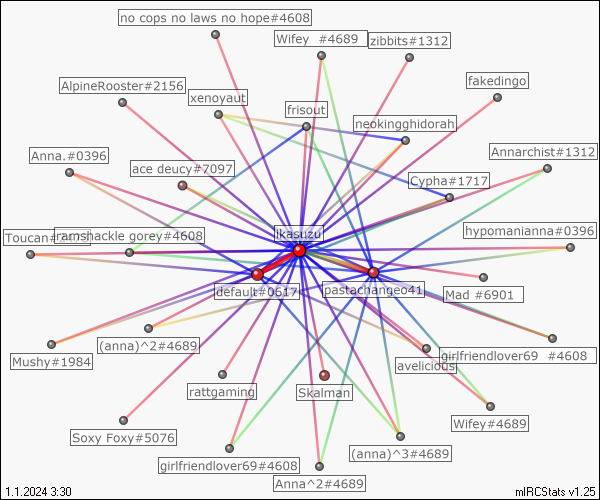 no cops no laws no hope#4608
Wifey  #4689
zibbits#1312
fakedingo
AlpineRooster#2156
xenoyaut
frisout
neokingghidorah
Annarchist#1312
Anna.#0396
ace deucy#7097
Cypha#1717
Toucan
ramshackle gorey#4608
ikasuzu
hypomanianna#0396
default#0617
pastachangeo41
Mad #6901
Mushy#1984
(anna)^2#4689
avelicious
girlfriendlover69  #4608
rattgaming
Skalman
Wifey#4689
Soxy Foxy#5076
girlfriendlover69#4608
(anna)^3#4689
Anna^2#4689
1.1.2024 3:30
mIRCStats v1.25